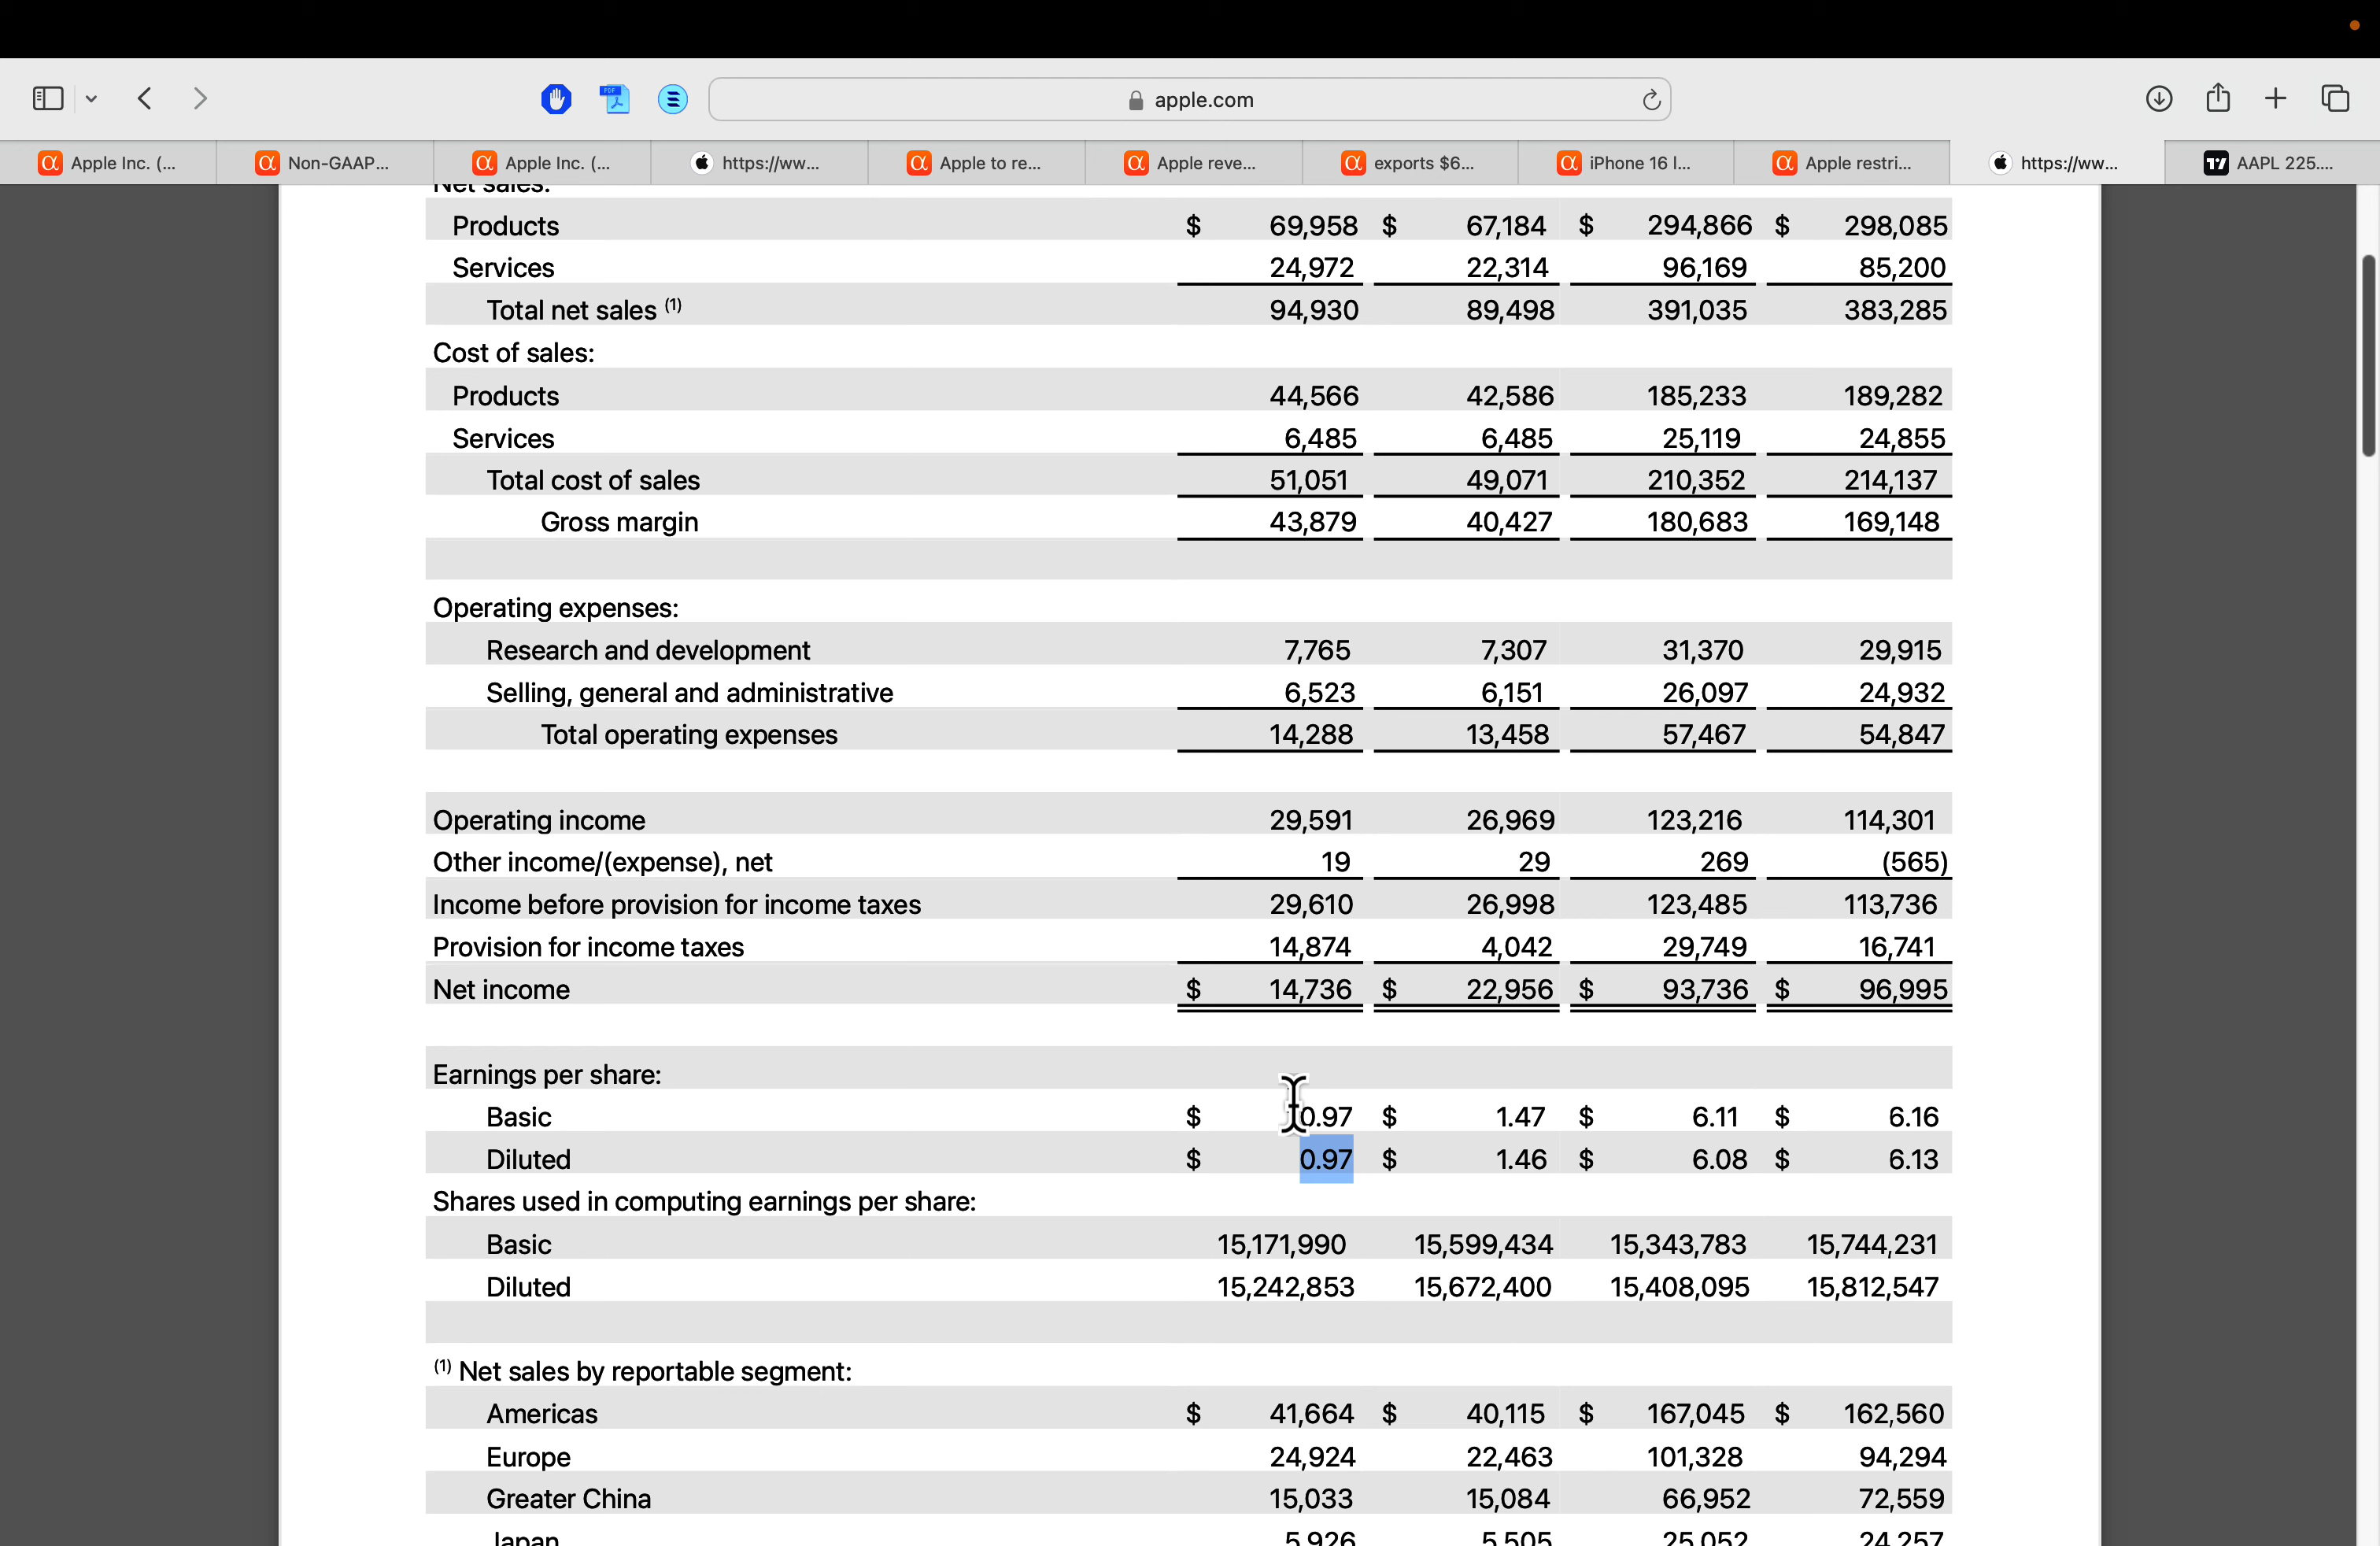 apple.com
Apple Inc. (... Non-GAAP... Apple Inc. (... https://ww... Apple to re... Apple reve... exports $6... iPhone 16 l... Apple restri... https://ww... AAPL 225....
Net sales:
Products $ 69,958 $ 67,184 $ 294,866 $ 298,085
Services 24,972 22,314 96,169 85,200
Total net sales (1) 94,930 89,498 391,035 383,285
Cost of sales:
Products 44,566 42,586 185,233 189,282
Services 6,485 6,485 25,119 24,855
Total cost of sales 51,051 49,071 210,352 214,137
Gross margin 43,879 40,427 180,683 169,148
Operating expenses:
Research and development 7,765 7,307 31,370 29,915
Selling, general and administrative 6,523 6,151 26,097 24,932
Total operating expenses 14,288 13,458 57,467 54,847
Operating income 29,591 26,969 123,216 114,301
Other income/(expense), net 19 29 269 (565)
Income before provision for income taxes 29,610 26,998 123,485 113,736
Provision for income taxes 14,874 4,042 29,749 16,741
Net income $ 14,736 $ 22,956 $ 93,736 $ 96,995
Earnings per share:
Basic $ 0.97 $ 1.47 $ 6.11 $ 6.16
Diluted $ 0.97 $ 1.46 $ 6.08 $ 6.13
Shares used in computing earnings per share:
Basic 15,171,990 15,599,434 15,343,783 15,744,231
Diluted 15,242,853 15,672,400 15,408,095 15,812,547
(1) Net sales by reportable segment:
Americas $ 41,664 $ 40,115 $ 167,045 $ 162,560
Europe 24,924 22,463 101,328 94,294
Greater China 15,033 15,084 66,952 72,559
Japan 5,926 5,505 25,052 24,257